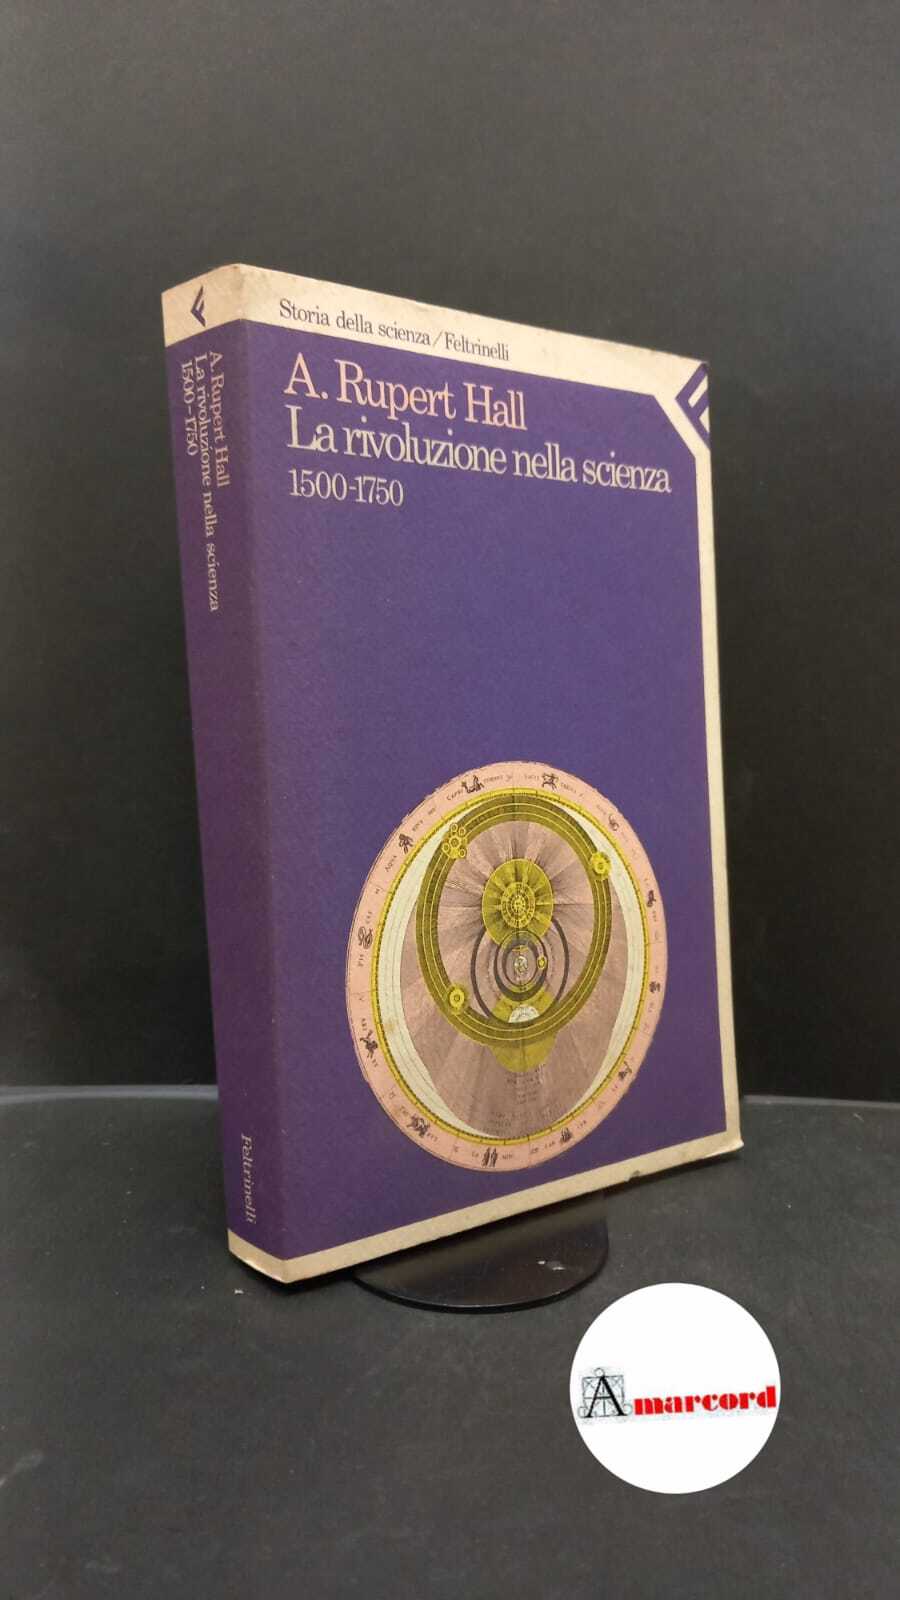 Storia della scienza/Feltrinelli
A. Rupert Hall
La rivoluzione nella scienza
1500-1750
A. Rupert Hall
La rivoluzione nella scienza
1500-1750
Feltrinelli
Amarcord